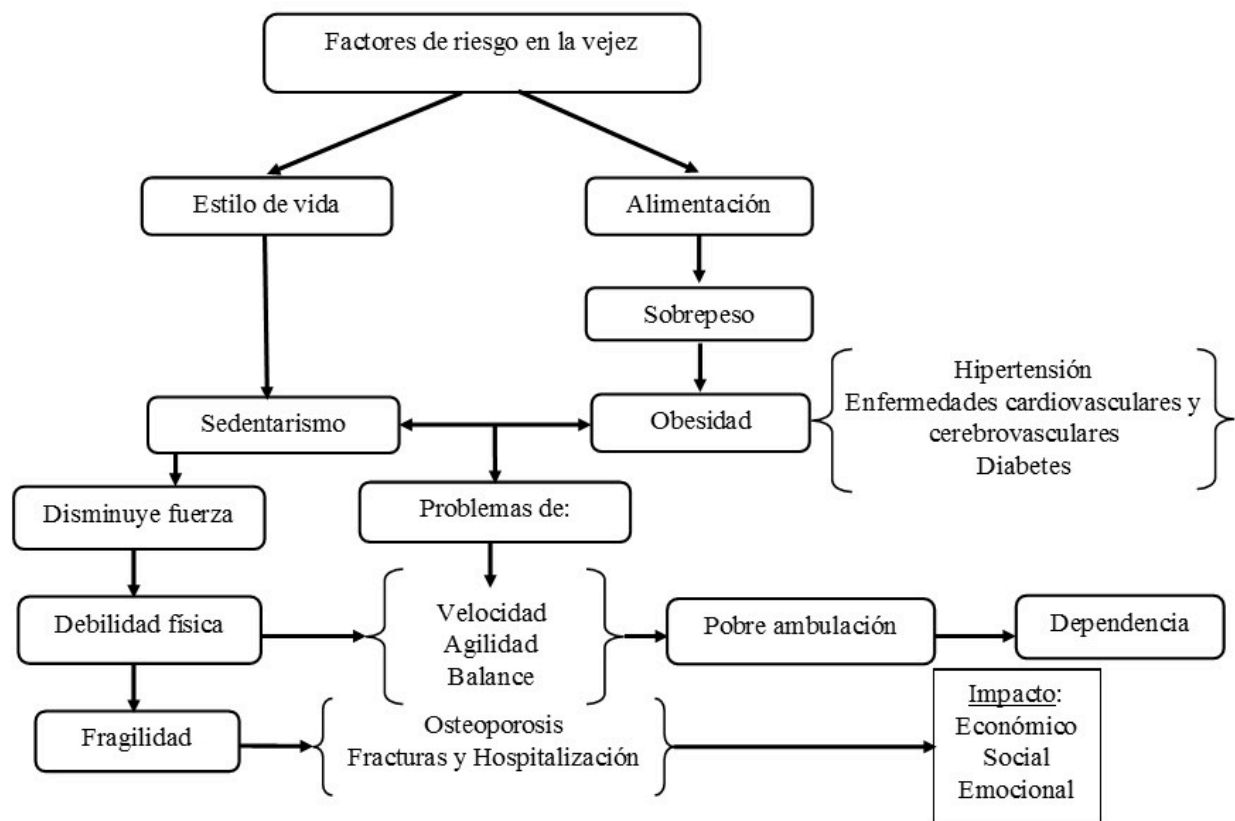 Factores de riesgo en la vejez
Estilo de vida
Alimentación
Sobrepeso
Hipertensión
Enfermedades cardiovasculares y
cerebrovasculares
Diabetes
Sedentarismo
Obesidad
Disminuye fuerza
Problemas de:
Debilidad física
Velocidad
Agilidad
Balance
Pobre ambulación
Dependencia
Fragilidad
Osteoporosis
Fracturas y Hospitalización
Impacto:
Económico
Social
Emocional